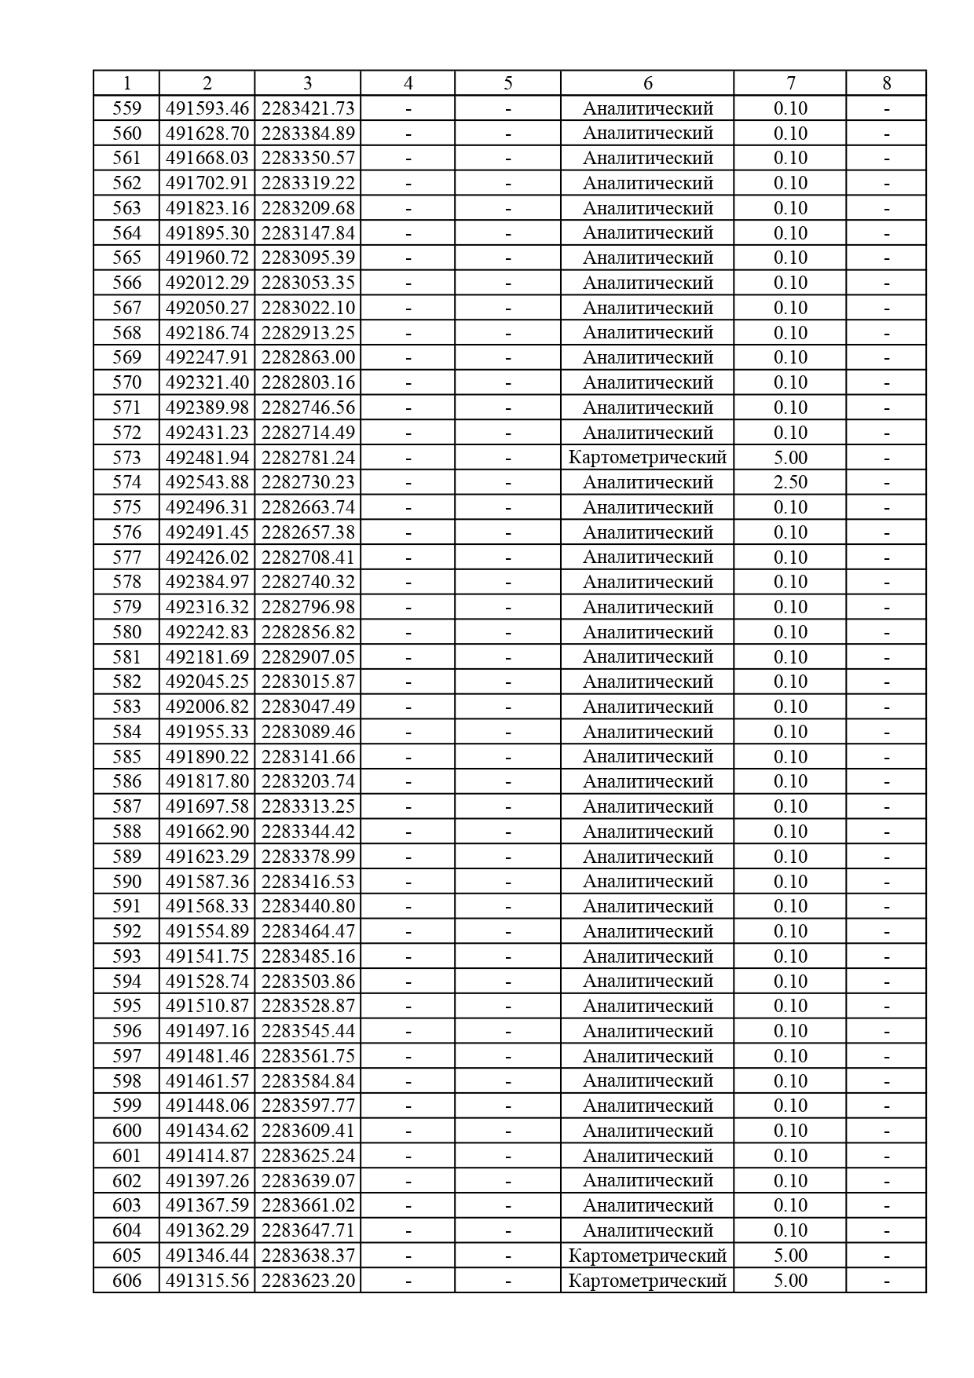 1 2 3 4 5 6 7 8
559 491593.46 2283421.73 - - Аналитический 0.10 -
560 491628.70 2283384.89 - - Аналитический 0.10 -
561 491668.03 2283350.57 - - Аналитический 0.10 -
562 491702.91 2283319.22 - - Аналитический 0.10 -
563 491823.16 2283209.68 - - Аналитический 0.10 -
564 491895.30 2283147.84 - - Аналитический 0.10 -
565 491960.72 2283095.39 - - Аналитический 0.10 -
566 492012.29 2283053.35 - - Аналитический 0.10 -
567 492050.27 2283022.10 - - Аналитический 0.10 -
568 492186.74 2282913.25 - - Аналитический 0.10 -
569 492247.91 2282863.00 - - Аналитический 0.10 -
570 492321.40 2282803.16 - - Аналитический 0.10 -
571 492389.98 2282746.56 - - Аналитический 0.10 -
572 492431.23 2282714.49 - - Аналитический 0.10 -
573 492481.94 2282781.24 - - Картометрический 5.00 -
574 492543.88 2282730.23 - - Аналитический 2.50 -
575 492496.31 2282663.74 - - Аналитический 0.10 -
576 492491.45 2282657.38 - - Аналитический 0.10 -
577 492426.02 2282708.41 - - Аналитический 0.10 -
578 492384.97 2282740.32 - - Аналитический 0.10 -
579 492316.32 2282796.98 - - Аналитический 0.10 -
580 492242.83 2282856.82 - - Аналитический 0.10 -
581 492181.69 2282907.05 - - Аналитический 0.10 -
582 492045.25 2283015.87 - - Аналитический 0.10 -
583 492006.82 2283047.49 - - Аналитический 0.10 -
584 491955.33 2283089.46 - - Аналитический 0.10 -
585 491890.22 2283141.66 - - Аналитический 0.10 -
586 491817.80 2283203.74 - - Аналитический 0.10 -
587 491697.58 2283313.25 - - Аналитический 0.10 -
588 491662.90 2283344.42 - - Аналитический 0.10 -
589 491623.29 2283378.99 - - Аналитический 0.10 -
590 491587.36 2283416.53 - - Аналитический 0.10 -
591 491568.33 2283440.80 - - Аналитический 0.10 -
592 491554.89 2283464.47 - - Аналитический 0.10 -
593 491541.75 2283485.16 - - Аналитический 0.10 -
594 491528.74 2283503.86 - - Аналитический 0.10 -
595 491510.87 2283528.87 - - Аналитический 0.10 -
596 491497.16 2283545.44 - - Аналитический 0.10 -
597 491481.46 2283561.75 - - Аналитический 0.10 -
598 491461.57 2283584.84 - - Аналитический 0.10 -
599 491448.06 2283597.77 - - Аналитический 0.10 -
600 491434.62 2283609.41 - - Аналитический 0.10 -
601 491414.87 2283625.24 - - Аналитический 0.10 -
602 491397.26 2283639.07 - - Аналитический 0.10 -
603 491367.59 2283661.02 - - Аналитический 0.10 -
604 491362.29 2283647.71 - - Аналитический 0.10 -
605 491346.44 2283638.37 - - Картометрический 5.00 -
606 491315.56 2283623.20 - - Картометрический 5.00 -